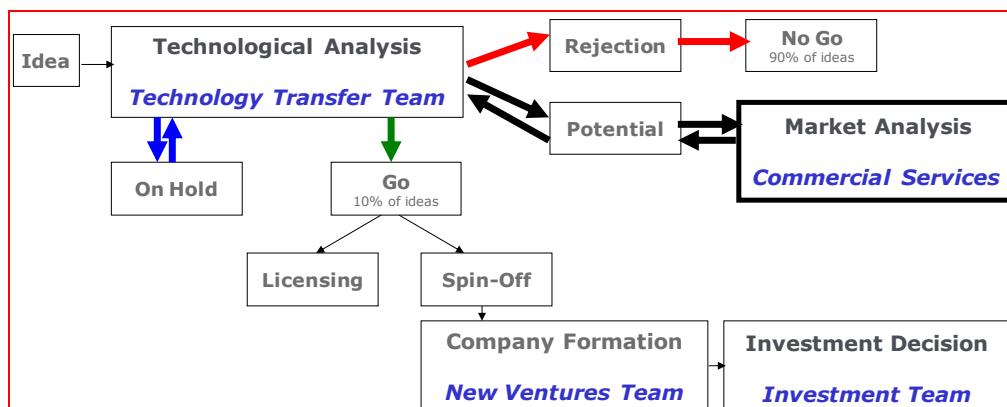 Idea
Technological Analysis
Technology Transfer Team
Rejection
No Go
90% of ideas
Potential
Market Analysis
Commercial Services
On Hold
Go
10% of ideas
Licensing
Spin-Off
Company Formation
New Ventures Team
Investment Decision
Investment Team